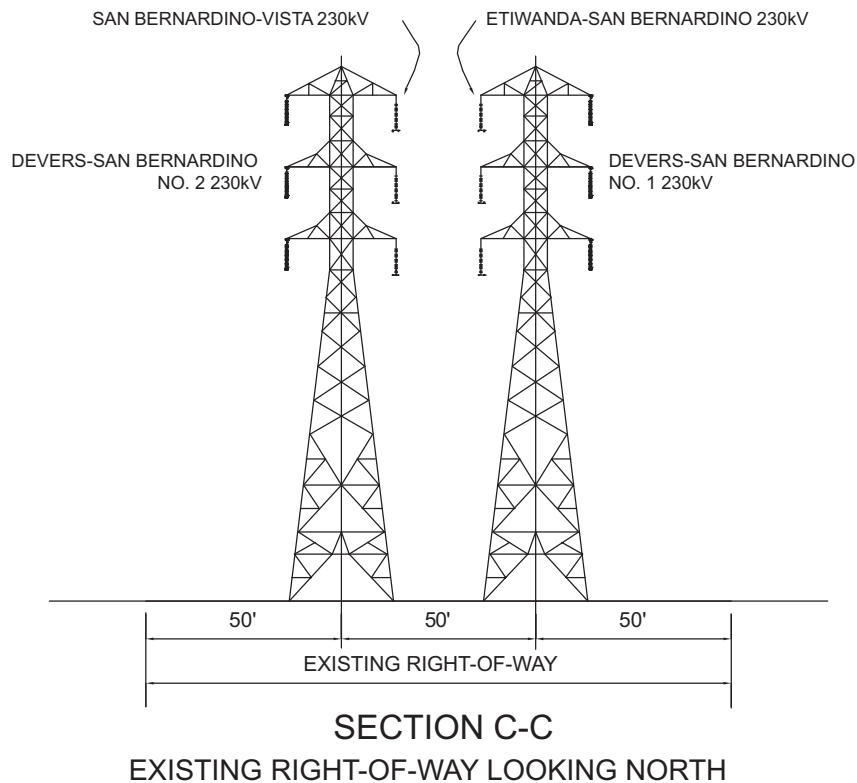 SAN BERNARDINO-VISTA 230kV
ETIWANDA-SAN BERNARDINO 230kV
DEVERS-SAN BERNARDINO
NO. 2 230kV
DEVERS-SAN BERNARDINO
NO. 1 230kV
50'
50'
50'
EXISTING RIGHT-OF-WAY
SECTION C-C
EXISTING RIGHT-OF-WAY LOOKING NORTH